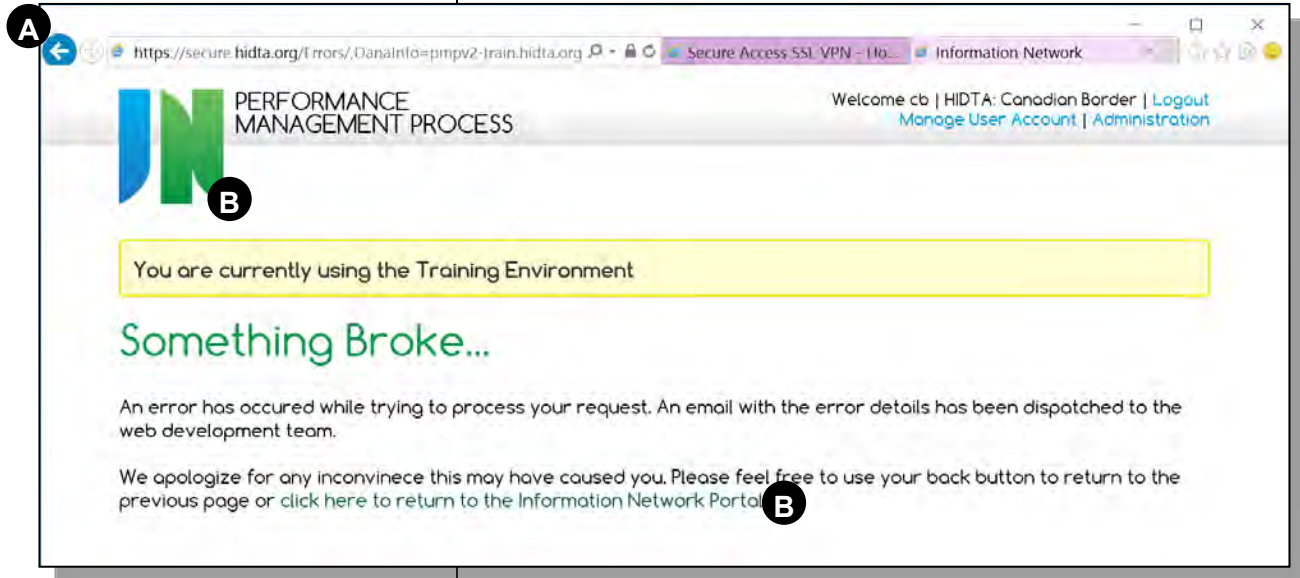 A
https://secure.hidta.org/Errors/,DanaInfo=pmpv2-train.hidta.org
Secure Access SSL VPN - Ho...
Information Network
JN
PERFORMANCE
MANAGEMENT PROCESS
Welcome cb | HIDTA: Canadian Border | Logout
Manage User Account | Administration
B
You are currently using the Training Environment
Something Broke...
An error has occured while trying to process your request. An email with the error details has been dispatched to the
web development team.
We apologize for any inconvinece this may have caused you. Please feel free to use your back button to return to the
previous page or click here to return to the Information Network Portal
B